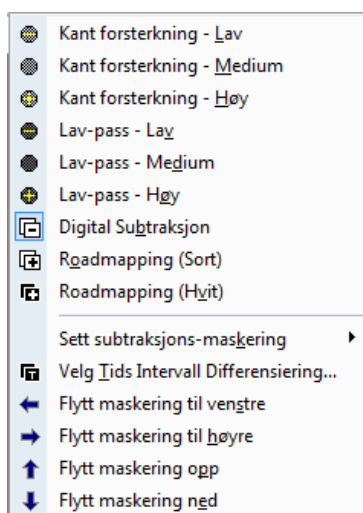 Kant forsterkning - Lav
Kant forsterkning - Medium
Kant forsterkning - Høy
Lav-pass - Lav
Lav-pass - Medium
Lav-pass - Høy
Digital Subtraksjon
Roadmapping (Sort)
Roadmapping (Hvit)
Sett subtraksjons-maskering
Velg Tids Intervall Differensiering...
Flytt maskering til venstre
Flytt maskering til høyre
Flytt maskering opp
Flytt maskering ned